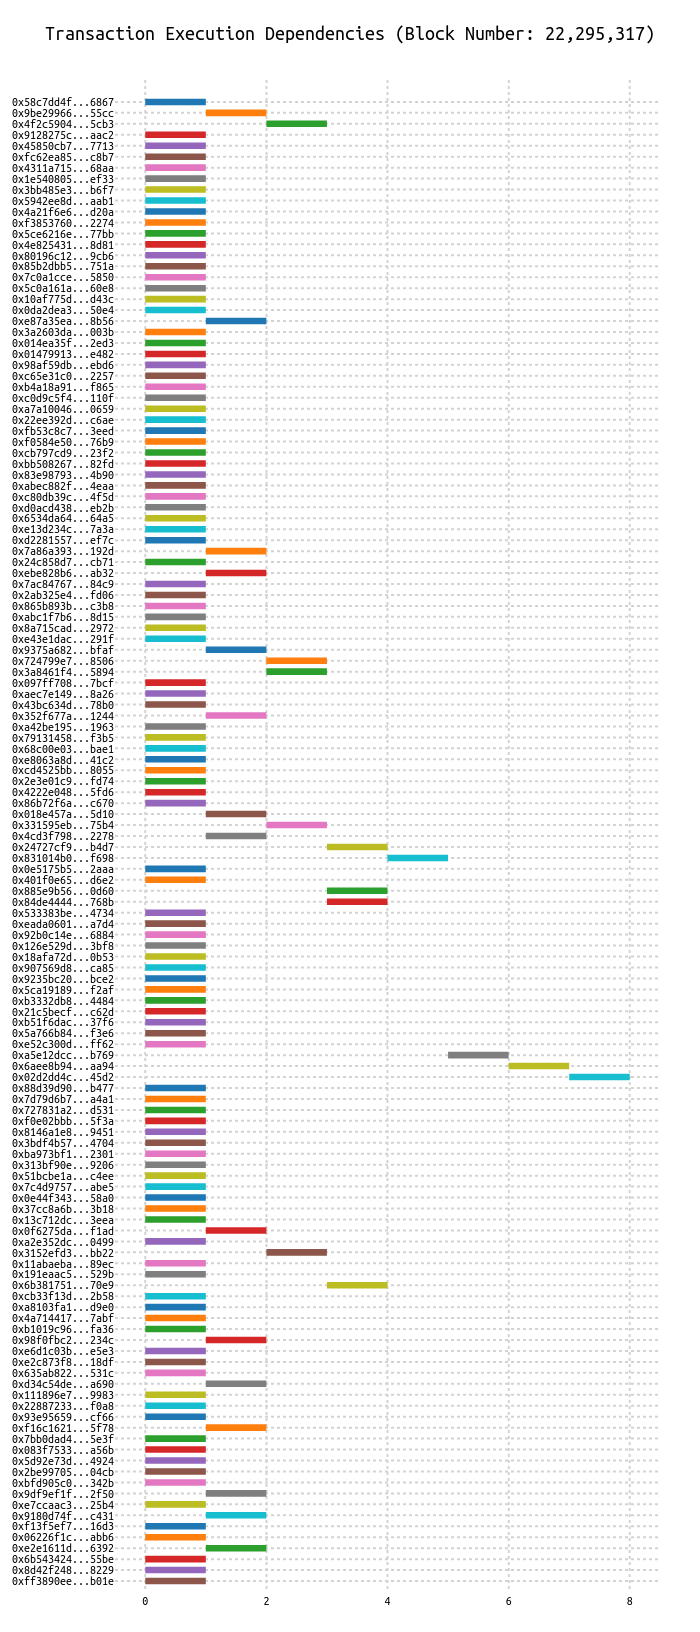 Transaction Execution Dependencies (Block Number: 22,295,317)
0x58c7dd4f...6867
0x9be29966...55cc
0x4f2c5904...5cb3
0x9128275c...aac2
0x45850cb7...7713
0xfc62ea85...c8b7
0x4311a715...68aa
0x1e540805...ef33
0x3bb485e3...b6f7
0x5942ee8d...aab1
0x4a21f6e6...d20a
0xf3853760...2274
0x5ce6216e...77bb
0x4e825431...8d81
0x80196c12...9cb6
0x85b2dbb5...751a
0x7c0a1cce...5850
0x5c0a161a...60e8
0x10af775d...d43c
0x0da2dea3...50e4
0xe87a35ea...8b56
0x3a2603da...003b
0x014ea35f...2ed3
0x01479913...e482
0x98af59db...ebd6
0xc65e31c0...2257
0xb4a18a91...f865
0xc0d9c5f4...110f
0xa7a10046...0659
0x22ee392d...c6ae
0xfb53c8c7...3eed
0xf0584e50...76b9
0xcb797cd9...23f2
0xbb508267...82fd
0x83e98793...4b90
0xabec882f...4eaa
0xc80db39c...4f5d
0xd0acd438...eb2b
0x6534da64...64a5
0xe13d234c...7a3a
0xd2281557...ef7c
0x7a86a393...192d
0x24c858d7...cb71
0xebe828b6...ab32
0x7ac84767...84c9
0x2ab325e4...fd06
0x865b893b...c3b8
0xabc1f7b6...8d15
0x8a715cad...2972
0xe43e1dac...291f
0x9375a682...bfaf
0x724799e7...8506
0x3a8461f4...5894
0x097ff708...7bcf
0xaec7e149...8a26
0x43bc634d...78b0
0x352f677a...1244
0xa42be195...1963
0x79131458...f3b5
0x68c00e03...bae1
0xe8063a8d...41c2
0xcd4525bb...8055
0x2e3e01c9...fd74
0x4222e048...5fd6
0x86b72f6a...c670
0x018e457a...5d10
0x331595eb...75b4
0x4cd3f798...2278
0x24727cf9...b4d7
0x831014b0...f698
0x0e5175b5...2aaa
0x401f0e65...d6e2
0x885e9b56...0d60
0x84de4444...768b
0x533383be...4734
0xeada0601...a7d4
0x92b0c14e...6884
0x126e529d...3bf8
0x18afa72d...0b53
0x907569d8...ca85
0x9235bc20...bce2
0x5ca19189...f2af
0xb3332db8...4484
0x21c5becf...c62d
0xb51f6dac...37f6
0x5a766b84...f3e6
0xe52c300d...ff62
0xa5e12dcc...b769
0x6aee8b94...aa94
0x02d2dd4c...45d2
0x88d39d90...b477
0x7d79d6b7...a4a1
0x727831a2...d531
0xf0e02bbb...5f3a
0x8146a1e8...9451
0x3bdf4b57...4704
0xba973bf1...2301
0x313bf90e...9206
0x51bcbe1a...c4ee
0x7c4d9757...abe5
0x0e44f343...58a0
0x37cc8a6b...3b18
0x13c712dc...3eea
0x0f6275da...f1ad
0xa2e352dc...0499
0x3152efd3...bb22
0x11abaeba...89ec
0x191eaac5...529b
0x6b381751...70e9
0xcb33f13d...2b58
0xa8103fa1...d9e0
0x4a714417...7abf
0xb1019c96...fa36
0x98f0fbc2...234c
0xe6d1c03b...e5e3
0xe2c873f8...18df
0x635ab822...531c
0xd34c54de...a690
0x111896e7...9983
0x22887233...f0a8
0x93e95659...cf66
0xf16c1621...5f78
0x7bb0dad4...5e3f
0x083f7533...a56b
0x5d92e73d...4924
0x2be99705...04cb
0xbfd905c0...342b
0x9df9ef1f...2f50
0xe7ccaac3...25b4
0x9180d74f...c431
0xf13f5ef7...16d3
0x06226f1c...abb6
0xe2e1611d...6392
0x6b543424...55be
0x8d42f248...8229
0xff3890ee...b01e
0 2 4 6 8